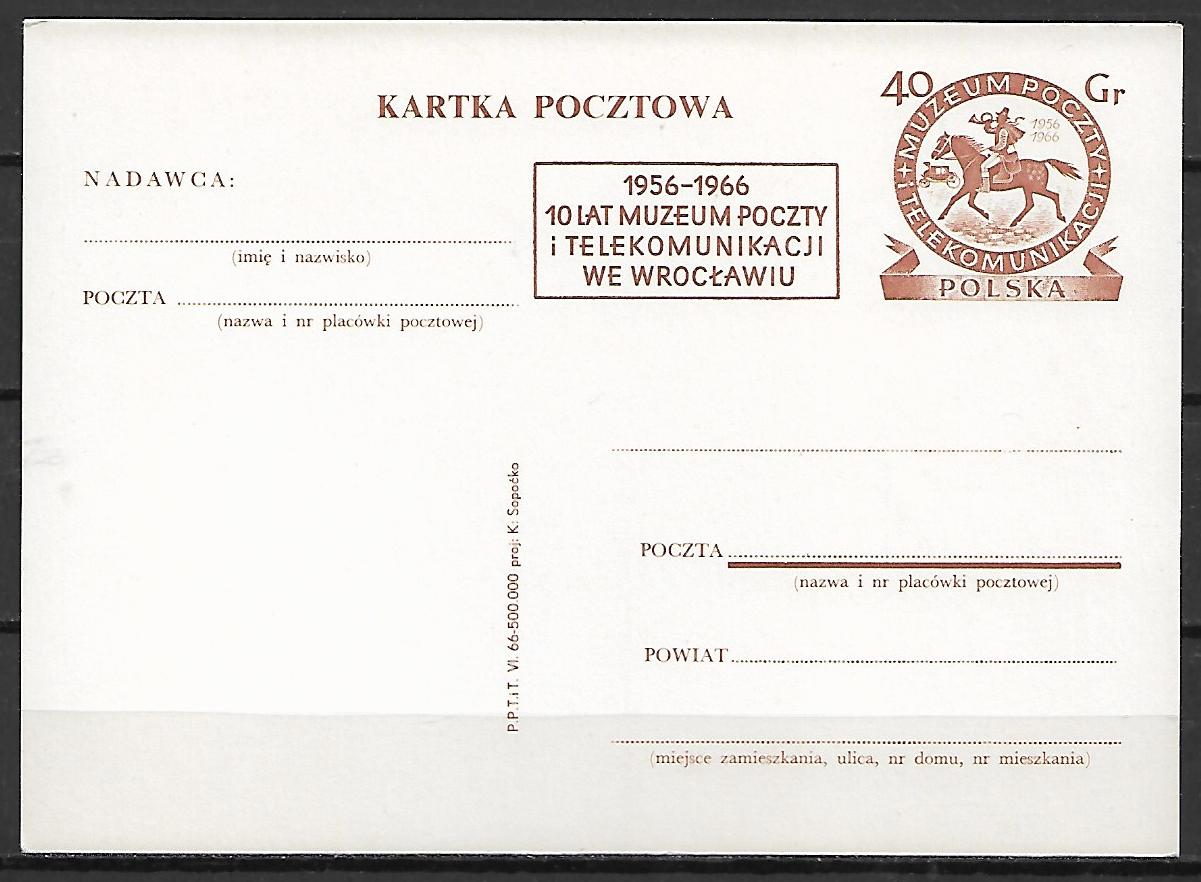 KARTKA POCZTOWA
40 Gr
MUZEUM POCZTY
I TELEKOMUNIKACJI
1956
1966
POLSKA
1956-1966
10 LAT MUZEUM POCZTY
i TELEKOMUNIKACJI
WE WROCŁAWIU
NADAWCA:
(imię i nazwisko)
POCZTA
(nazwa i nr placówki pocztowej)
P.P.T.iT. VI. 66-500.000 proj: K: Sopoćko
POCZTA
(nazwa i nr placówki pocztowej)
POWIAT
(miejsce zamieszkania, ulica, nr domu, nr mieszkania)